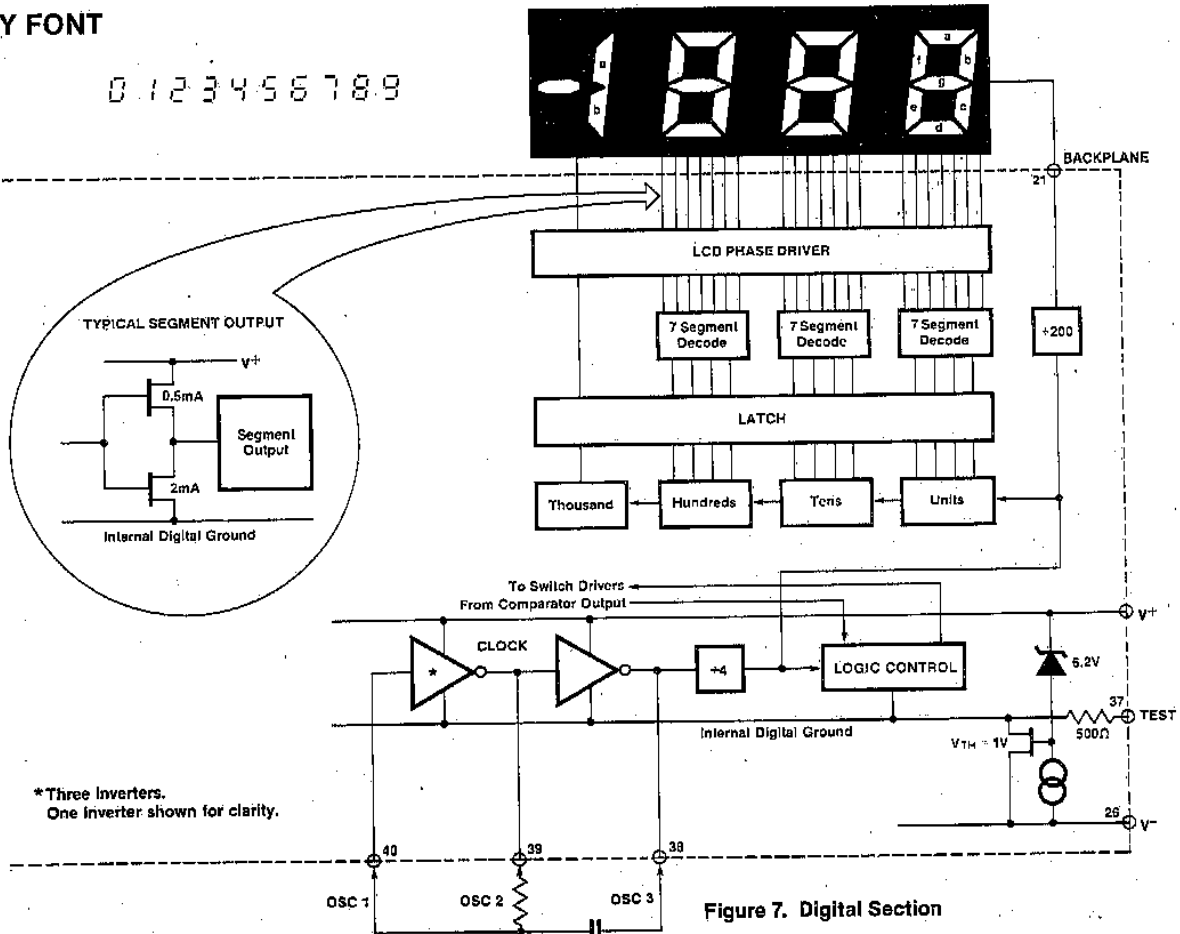 Y FONT
0 1 2 3 4 5 6 7 8 9
a
b
a
f
b
g
e
c
d
BACKPLANE
21
LCD PHASE DRIVER
TYPICAL SEGMENT OUTPUT
V+
0.5mA
Segment
Output
2mA
Internal Digital Ground
7 Segment
Decode
7 Segment
Decode
7 Segment
Decode
÷200
LATCH
Thousand
Hundreds
Tens
Units
To Switch Drivers
From Comparator Output
V+
CLOCK
*
÷4
LOGIC CONTROL
6.2V
37
TEST
500Ω
Internal Digital Ground
VTH = 1V
26
V-
*Three Inverters.
One inverter shown for clarity.
40
39
38
OSC 1
OSC 2
OSC 3
Figure 7. Digital Section